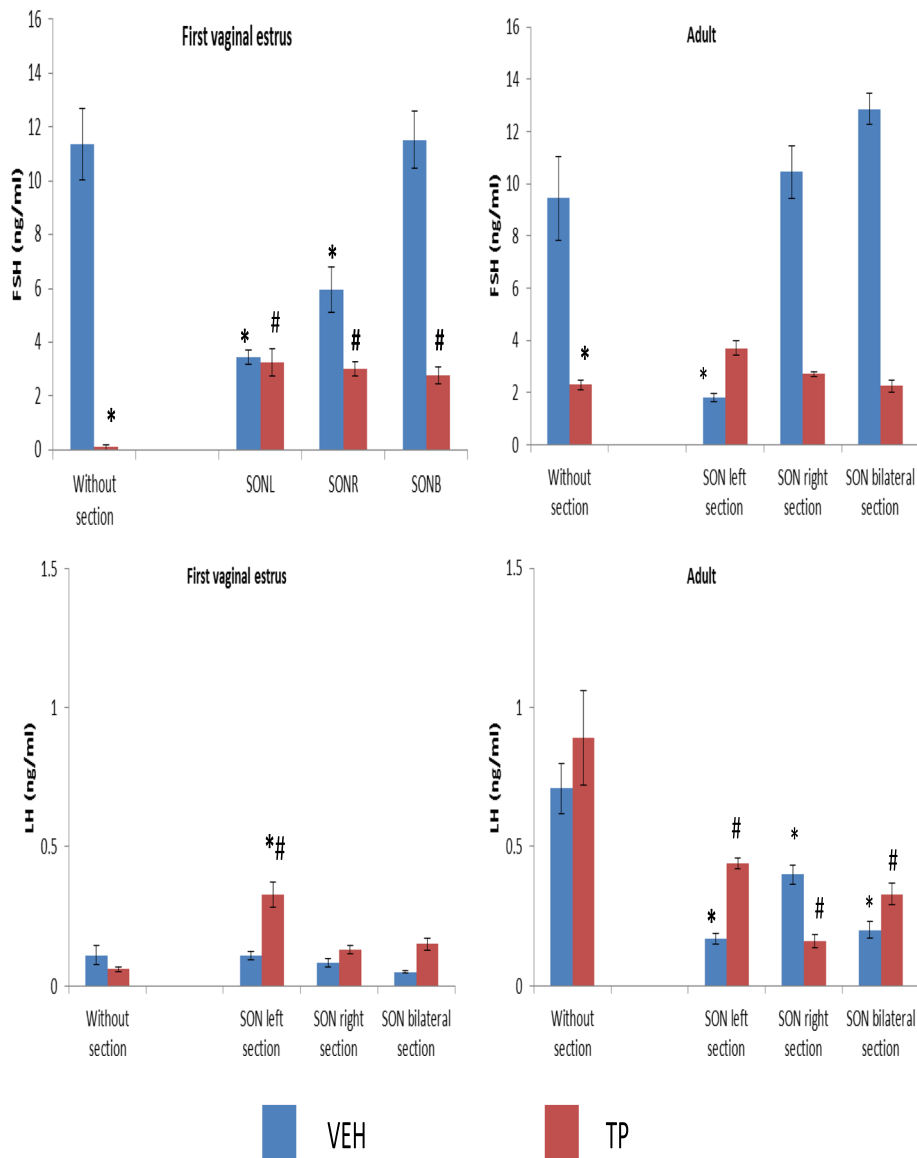 First vaginal estrus
FSH (ng/ml)
16
14
12
10
8
6
4
2
0
*
*
#
*
#
#
Without
section
SONL
SONR
SONB
Adult
FSH (ng/ml)
16
14
12
10
8
6
4
2
0
*
*
Without
section
SON left
section
SON right
section
SON bilateral
section
First vaginal estrus
LH (ng/ml)
1.5
1
0.5
0
*#
Without
section
SON left
section
SON right
section
SON bilateral
section
Adult
LH (ng/ml)
1.5
1
0.5
0
*
#
*
#
*
#
Without
section
SON left
section
SON right
section
SON bilateral
section
VEH
TP